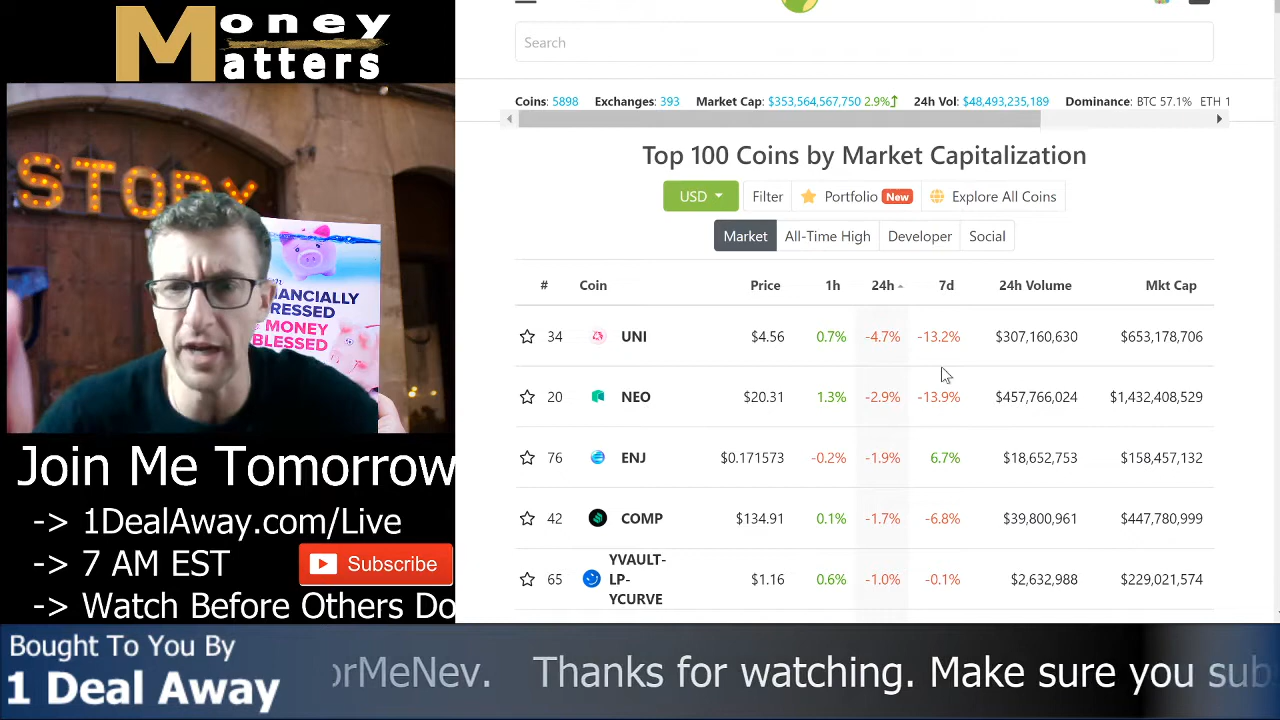 Money
Matters
STORY
FINANCIALLY
STRESSED
MONEY
BLESSED
Join Me Tomorrow
-> 1DealAway.com/Live
-> 7 AM EST
Subscribe
-> Watch Before Others Do
Search
Coins: 5898 Exchanges: 393 Market Cap: $353,564,567,750 2.9% 24h Vol: $48,493,235,189 Dominance: BTC 57.1% ETH 1
Top 100 Coins by Market Capitalization
USD Filter Portfolio New Explore All Coins
Market All-Time High Developer Social
# Coin Price 1h 24h 7d 24h Volume Mkt Cap
34 UNI $4.56 0.7% -4.7% -13.2% $307,160,630 $653,178,706
20 NEO $20.31 1.3% -2.9% -13.9% $457,766,024 $1,432,408,529
76 ENJ $0.171573 -0.2% -1.9% 6.7% $18,652,753 $158,457,132
42 COMP $134.91 0.1% -1.7% -6.8% $39,800,961 $447,780,999
65 YVAULT-
LP-
YCURVE $1.16 0.6% -1.0% -0.1% $2,632,988 $229,021,574
Bought To You By
1 Deal Away
orMeNev. Thanks for watching. Make sure you sub